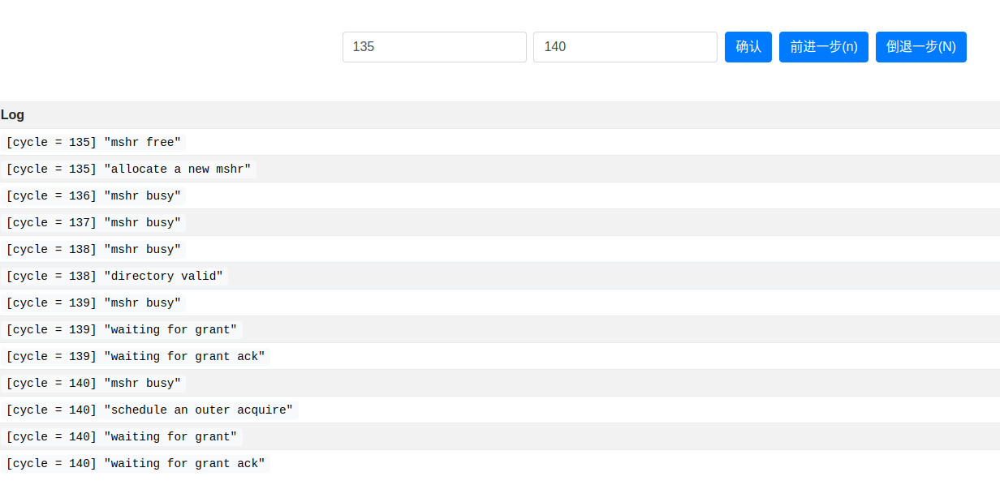 135 140 确认 前进一步(n) 倒退一步(N)
Log
[cycle = 135] "mshr free"
[cycle = 135] "allocate a new mshr"
[cycle = 136] "mshr busy"
[cycle = 137] "mshr busy"
[cycle = 138] "mshr busy"
[cycle = 138] "directory valid"
[cycle = 139] "mshr busy"
[cycle = 139] "waiting for grant"
[cycle = 139] "waiting for grant ack"
[cycle = 140] "mshr busy"
[cycle = 140] "schedule an outer acquire"
[cycle = 140] "waiting for grant"
[cycle = 140] "waiting for grant ack"